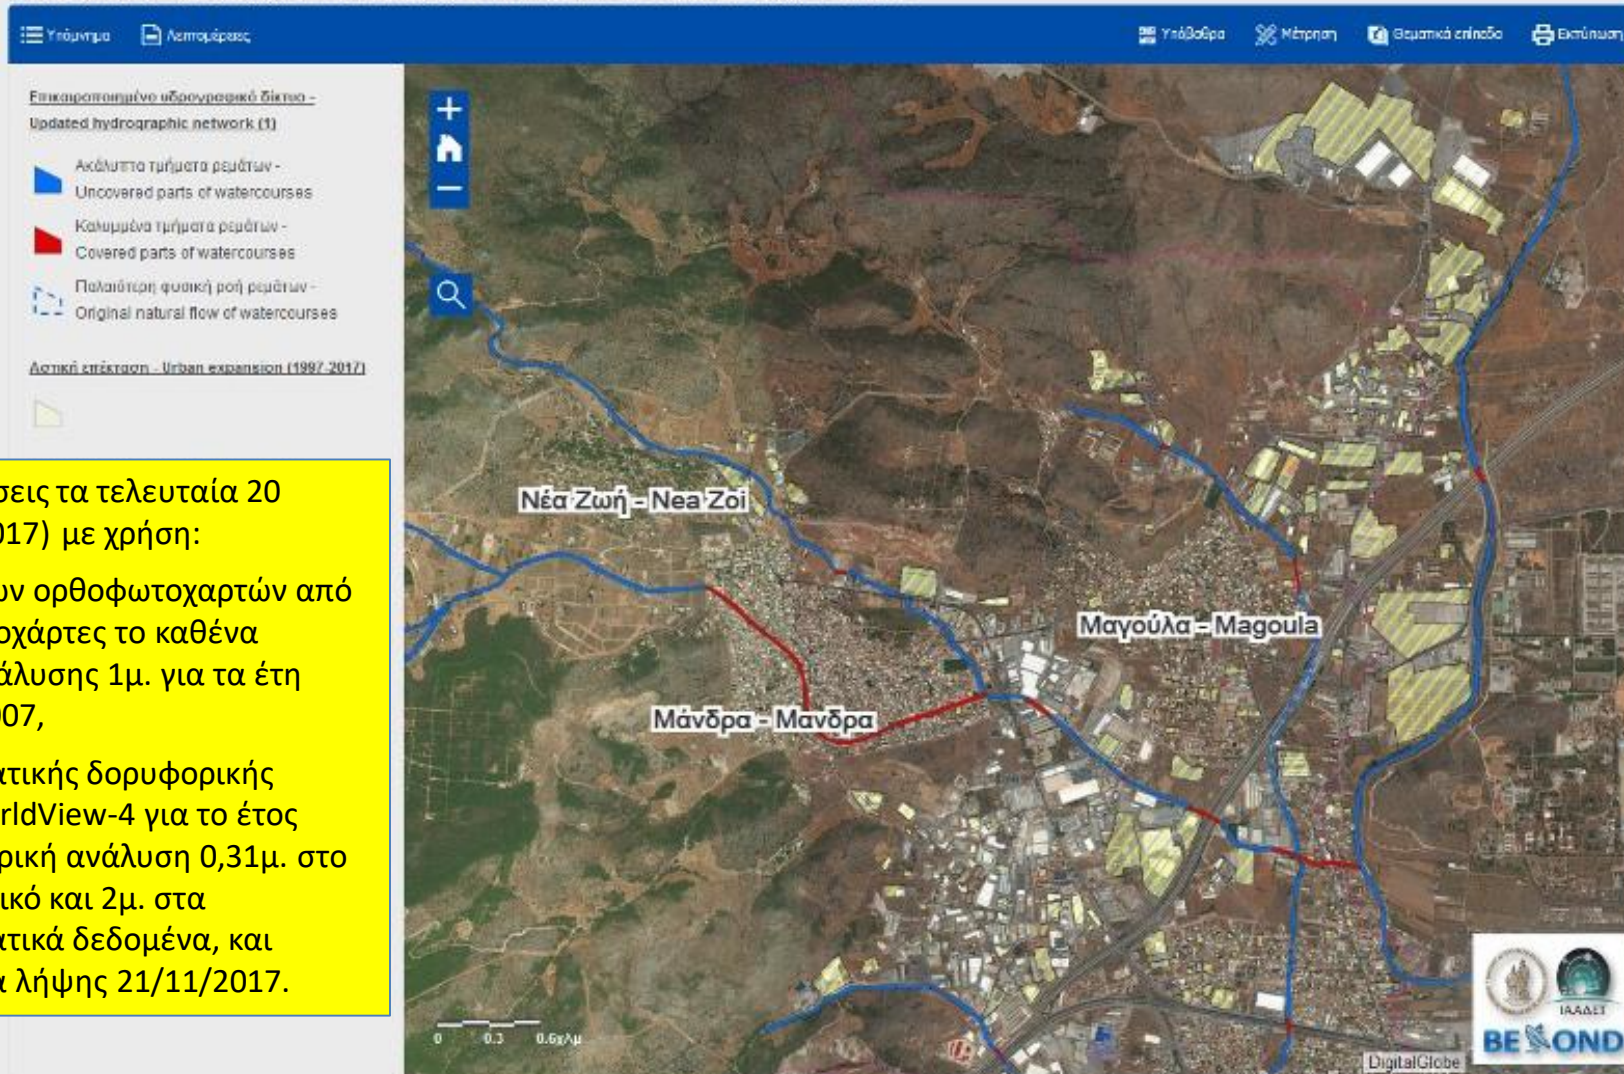 Υπόμνημα
Λεπτομέρειες
Υπόβαθρα
Μέτρηση
Θεματικά επίπεδα
Εκτύπωση
Επικαιροποιημένο υδρογραφικό δίκτυο -
Updated hydrographic network (1)
Ακάλυπτα τμήματα ρεμάτων -
Uncovered parts of watercourses
Καλυμμένα τμήματα ρεμάτων -
Covered parts of watercourses
Παλαιότερη φυσική ροή ρεμάτων -
Original natural flow of watercourses
Αστική επέκταση - Urban expansion (1997-2017)
σεις τα τελευταία 20
017) με χρήση:
ων ορθοφωτοχαρτών από
οχάρτες το καθένα
άλυσης 1μ. για τα έτη
007,
ατικής δορυφορικής
rldView-4 για το έτος
ρική ανάλυση 0,31μ. στο
ικό και 2μ. στα
ατικά δεδομένα, και
α λήψης 21/11/2017.
Νέα Ζωή - Nea Zoi
Μαγούλα - Magoula
Μάνδρα - Μανδρα
0 0.3 0.6χλμ
ΙΑΑΔΕΤ
BEYOND
DigitalGlobe